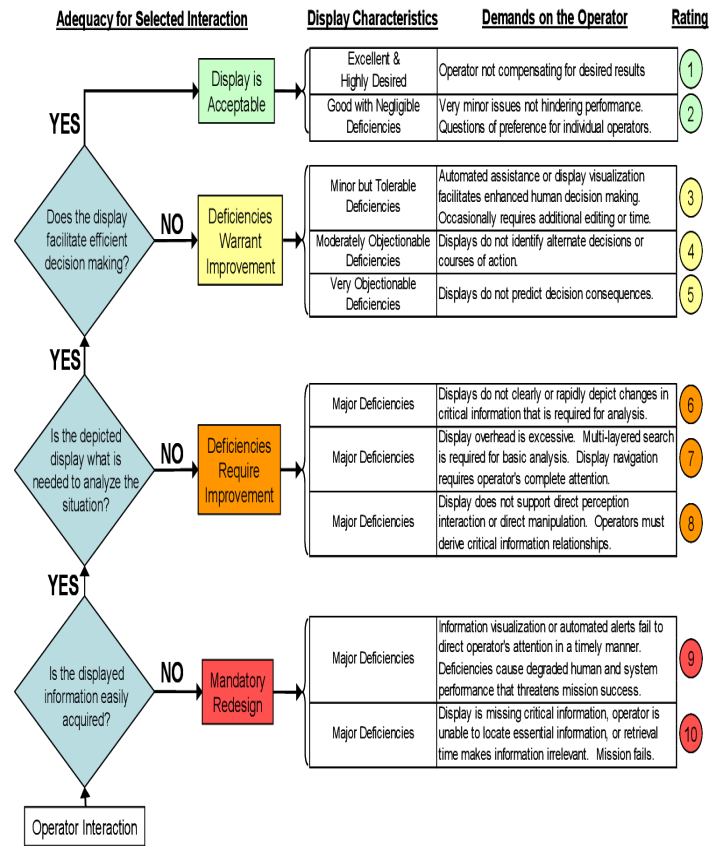 Adequacy for Selected Interaction
Display Characteristics
Demands on the Operator
Rating
Display is
Acceptable
Excellent &
Highly Desired
Operator not compensating for desired results
1
Good with Negligible
Deficiencies
Very minor issues not hindering performance.
Questions of preference for individual operators.
2
YES
Does the display
facilitate efficient
decision making?
NO
Deficiencies
Warrant
Improvement
Minor but Tolerable
Deficiencies
Automated assistance or display visualization
facilitates enhanced human decision making.
Occasionally requires additional editing or time.
3
Moderately Objectionable
Deficiencies
Displays do not identify alternate decisions or
courses of action.
4
Very Objectionable
Deficiencies
Displays do not predict decision consequences.
5
YES
Is the depicted
display what is
needed to analyze the
situation?
NO
Deficiencies
Require
Improvement
Major Deficiencies
Displays do not clearly or rapidly depict changes in
critical information that is required for analysis.
6
Major Deficiencies
Display overhead is excessive. Multi-layered search
is required for basic analysis. Display navigation
requires operator's complete attention.
7
Major Deficiencies
Display does not support direct perception
interaction or direct manipulation. Operators must
derive critical information relationships.
8
YES
Is the displayed
information easily
acquired?
NO
Mandatory
Redesign
Major Deficiencies
Information visualization or automated alerts fail to
direct operator's attention in a timely manner.
Deficiencies cause degraded human and system
performance that threatens mission success.
9
Major Deficiencies
Display is missing critical information, operator is
unable to locate essential information, or retrieval
time makes information irrelevant. Mission fails.
10
Operator Interaction